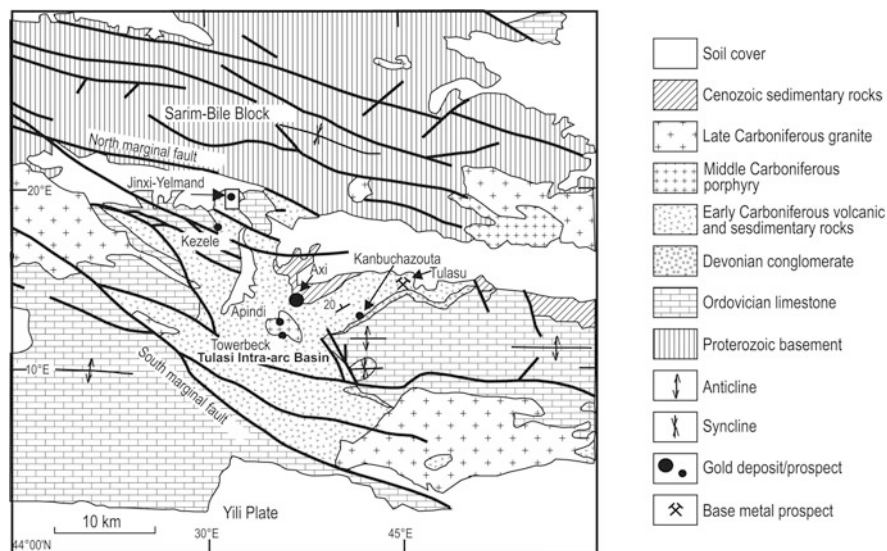 Sarim-Bile Block
North marginal fault
Jinxi-Yelmand
20°E
Kezele
Kanbuchazouta
Axi
Tulasu
20
Apindi
Towerbeck
Tulasi Intra-arc Basin
10°E
South marginal fault
Yili Plate
10 km
30°E
45°E
44°00'N
Soil cover
Cenozoic sedimentary rocks
Late Carboniferous granite
Middle Carboniferous
porphyry
Early Carboniferous volcanic
and sesdimentary rocks
Devonian conglomerate
Ordovician limestone
Proterozoic basement
Anticline
Syncline
Gold deposit/prospect
Base metal prospect